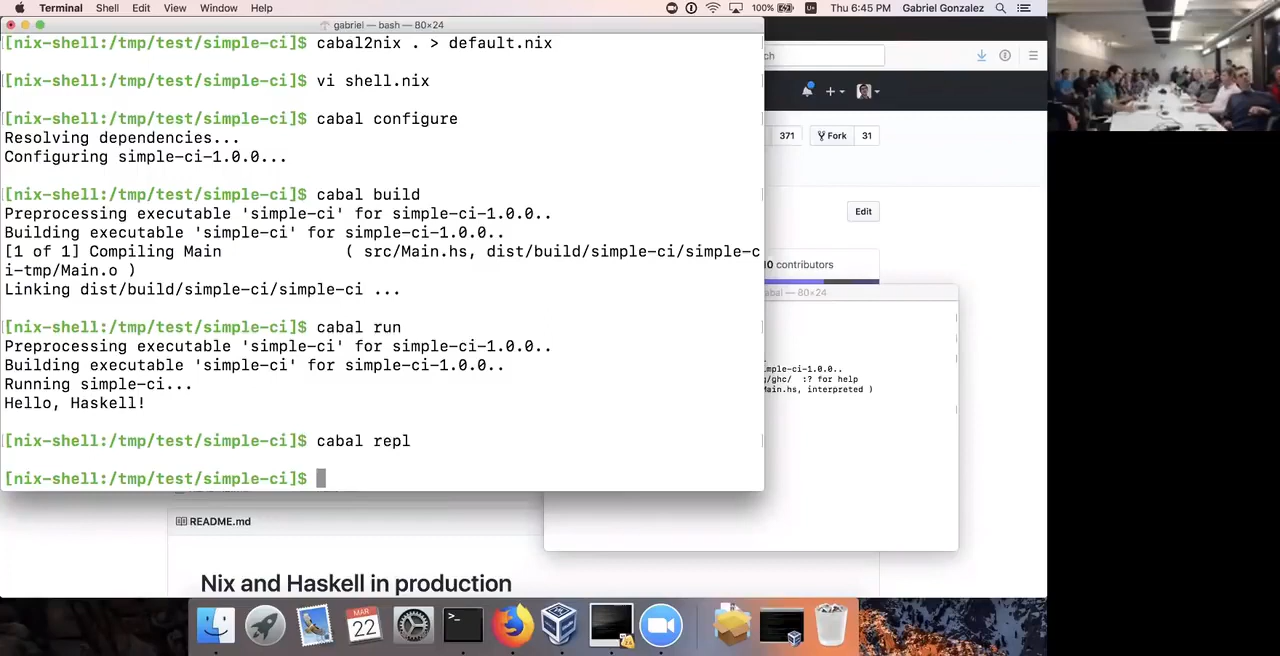 Terminal Shell Edit View Window Help 100% Thu 6:45 PM Gabriel Gonzalez
gabriel — bash — 80×24
[nix-shell:/tmp/test/simple-ci]$ cabal2nix . > default.nix
[nix-shell:/tmp/test/simple-ci]$ vi shell.nix
[nix-shell:/tmp/test/simple-ci]$ cabal configure
Resolving dependencies...
Configuring simple-ci-1.0.0...
[nix-shell:/tmp/test/simple-ci]$ cabal build
Preprocessing executable 'simple-ci' for simple-ci-1.0.0..
Building executable 'simple-ci' for simple-ci-1.0.0..
[1 of 1] Compiling Main ( src/Main.hs, dist/build/simple-ci/simple-c
i-tmp/Main.o )
Linking dist/build/simple-ci/simple-ci ...
[nix-shell:/tmp/test/simple-ci]$ cabal run
Preprocessing executable 'simple-ci' for simple-ci-1.0.0..
Building executable 'simple-ci' for simple-ci-1.0.0..
Running simple-ci...
Hello, Haskell!
[nix-shell:/tmp/test/simple-ci]$ cabal repl
[nix-shell:/tmp/test/simple-ci]$
ch
371 Fork 31
Edit
10 contributors
abal — 80×24
imple-ci-1.0.0..
g/ghc/ :? for help
Main.hs, interpreted )
README.md
Nix and Haskell in production
MAR
22